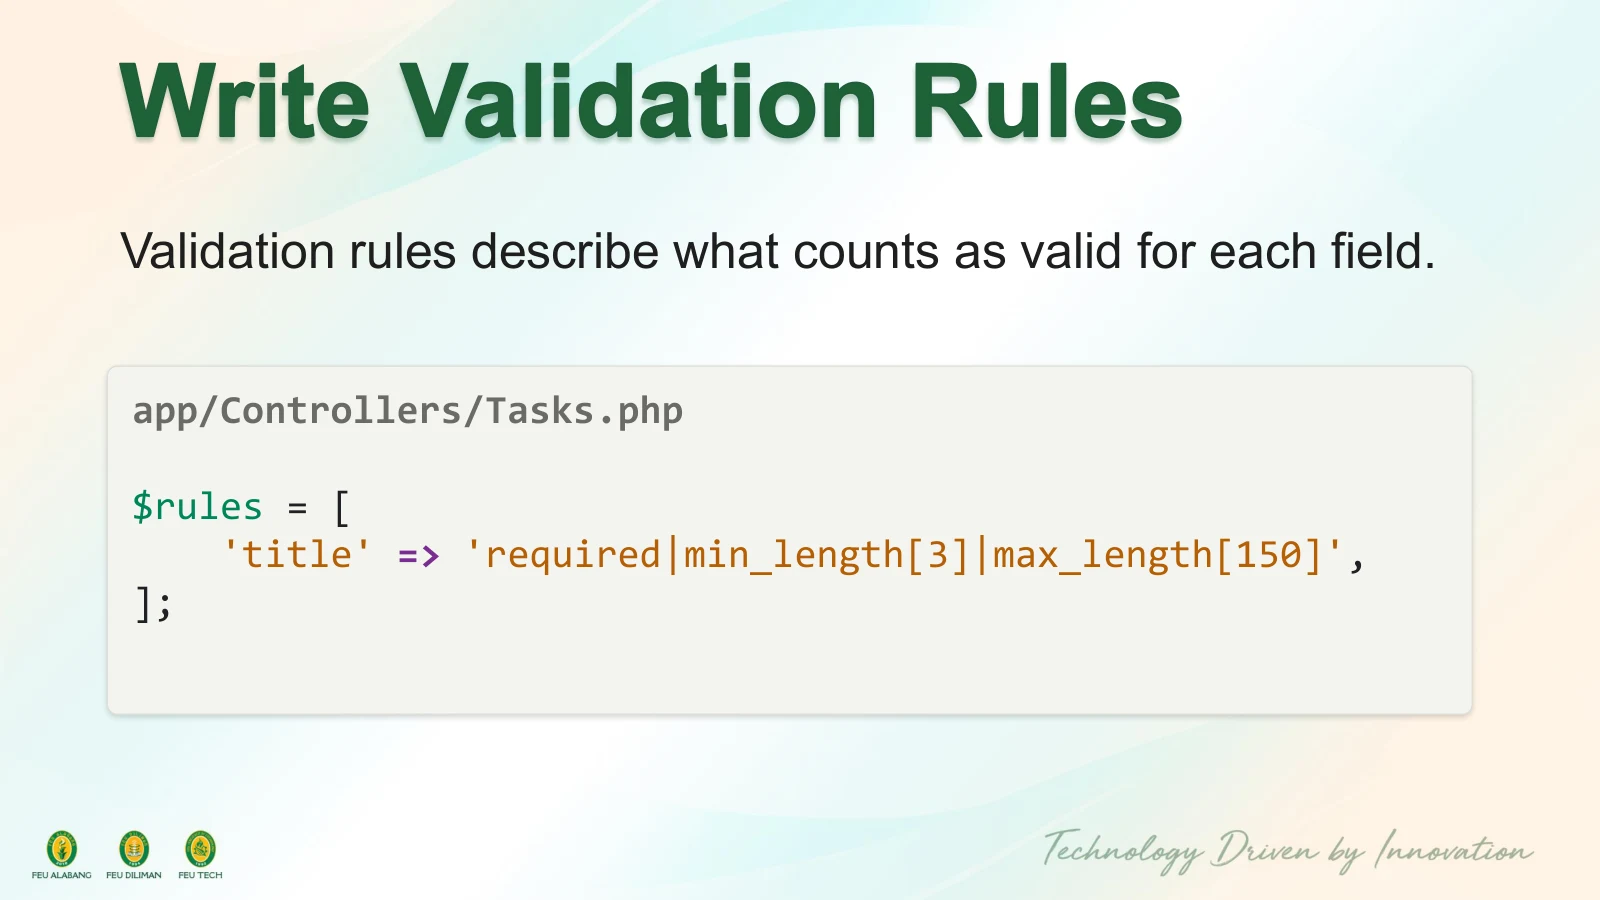 Write Validation Rules
Validation rules describe what counts as valid for each field.
app/Controllers/Tasks.php
$rules = [
    'title' => 'required|min_length[3]|max_length[150]',
];
FEU ALABANG
FEU DILIMAN
FEU TECH
Technology Driven by Innovation